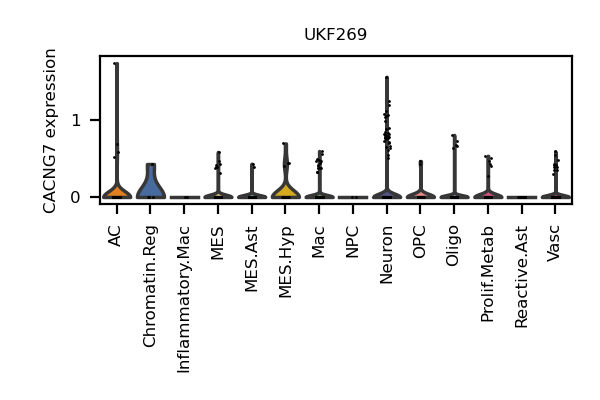 UKF269
CACNG7 expression
1
0
AC
Chromatin.Reg
Inflammatory.Mac
MES
MES.Ast
MES.Hyp
Mac
NPC
Neuron
OPC
Oligo
Prolif.Metab
Reactive.Ast
Vasc